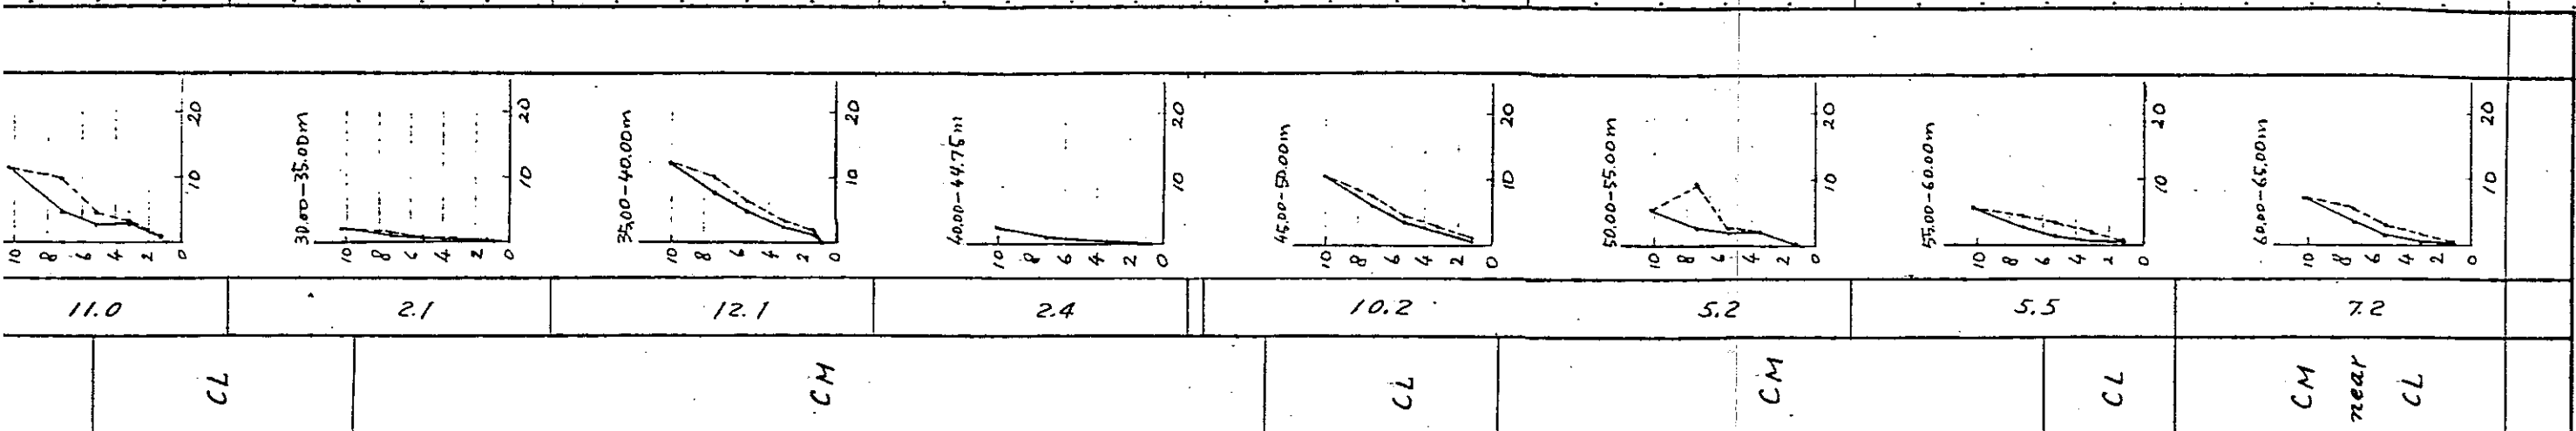 10 8 6 4 2 0
10 20
30.00-35.00m
10 8 6 4 2 0
10 20
35.00-40.00m
10 8 6 4 2 0
10 20
40.00-44.75m
10 8 6 4 2 0
10 20
45.00-50.00m
10 8 6 4 2 0
10 20
50.00-55.00m
10 8 6 4 2 0
10 20
55.00-60.00m
10 8 6 4 2 0
10 20
60.00-65.00m
10 8 6 4 2 0
10 20
11.0
2.1
12.1
2.4
10.2
5.2
5.5
7.2
CL
CM
CL
CM
CL
CM
near
CL